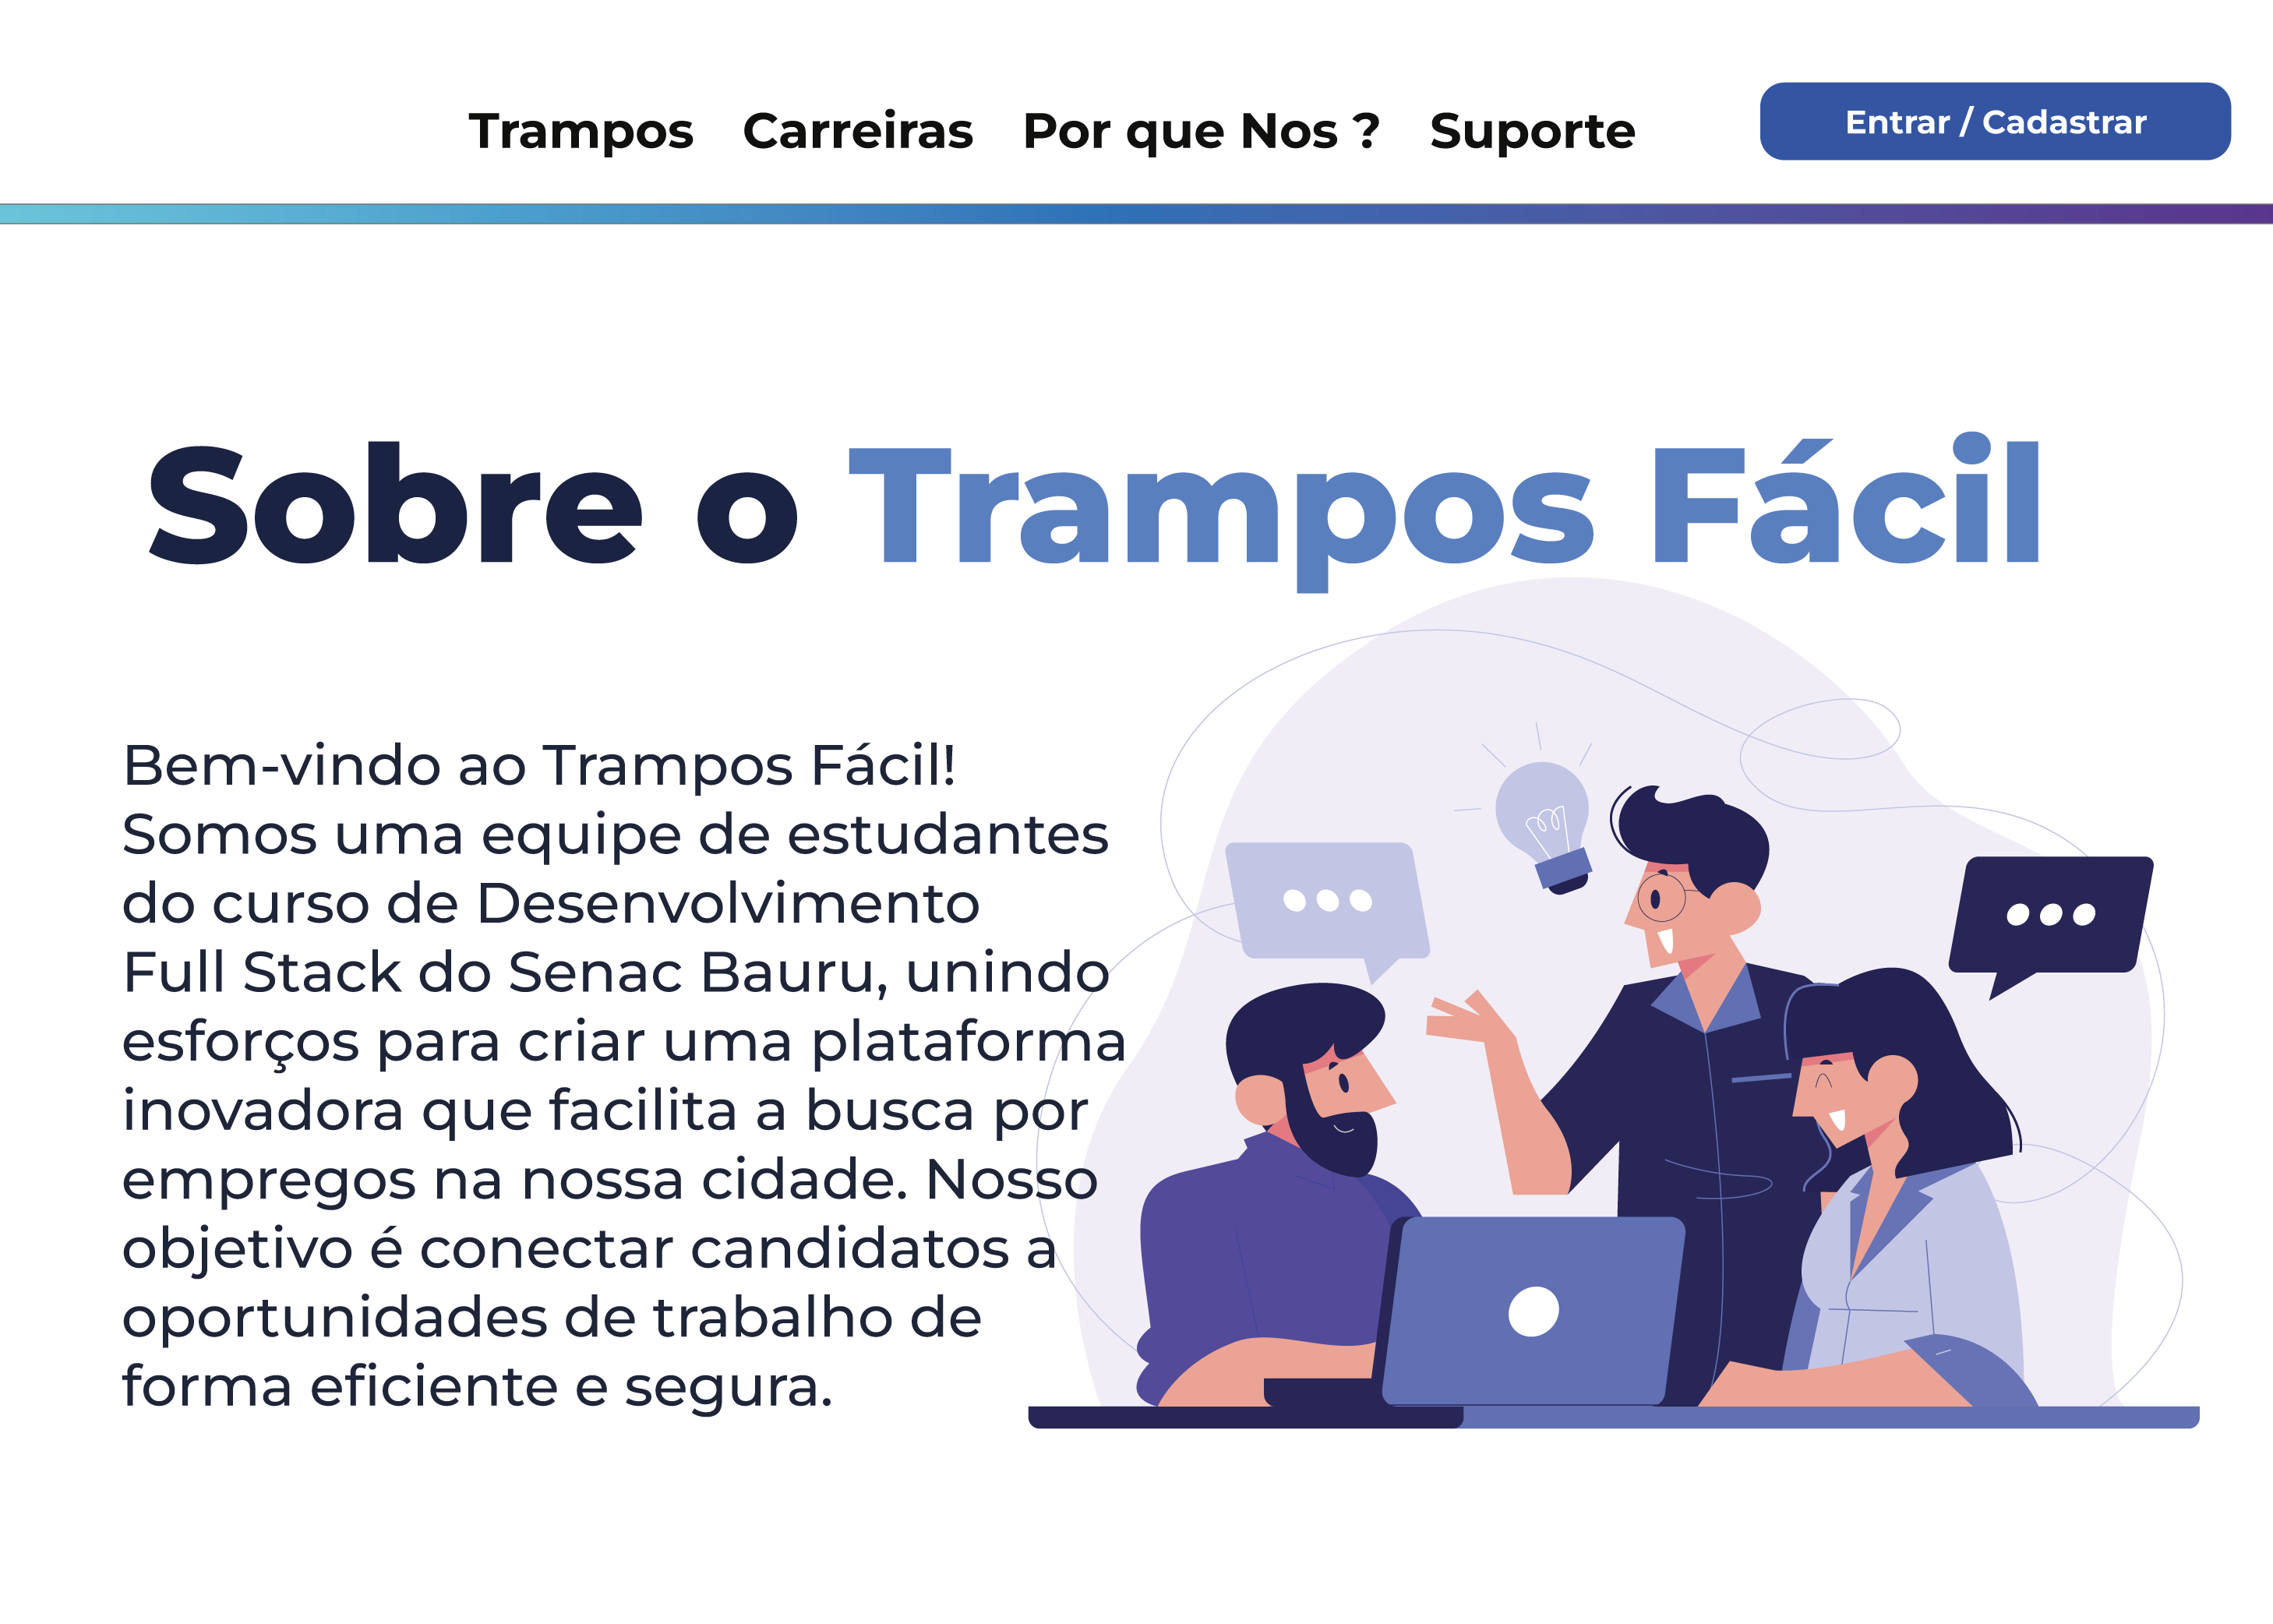 Trampos Carreiras Por que Nos ? Suporte Entrar / Cadastrar
Sobre o Trampos Fácil
Bem-vindo ao Trampos Fácil!
Somos uma equipe de estudantes
do curso de Desenvolvimento
Full Stack do Senac Bauru, unindo
esforços para criar uma plataforma
inovadora que facilita a busca por
empregos na nossa cidade. Nosso
objetivo é conectar candidatos a
oportunidades de trabalho de
forma eficiente e segura.